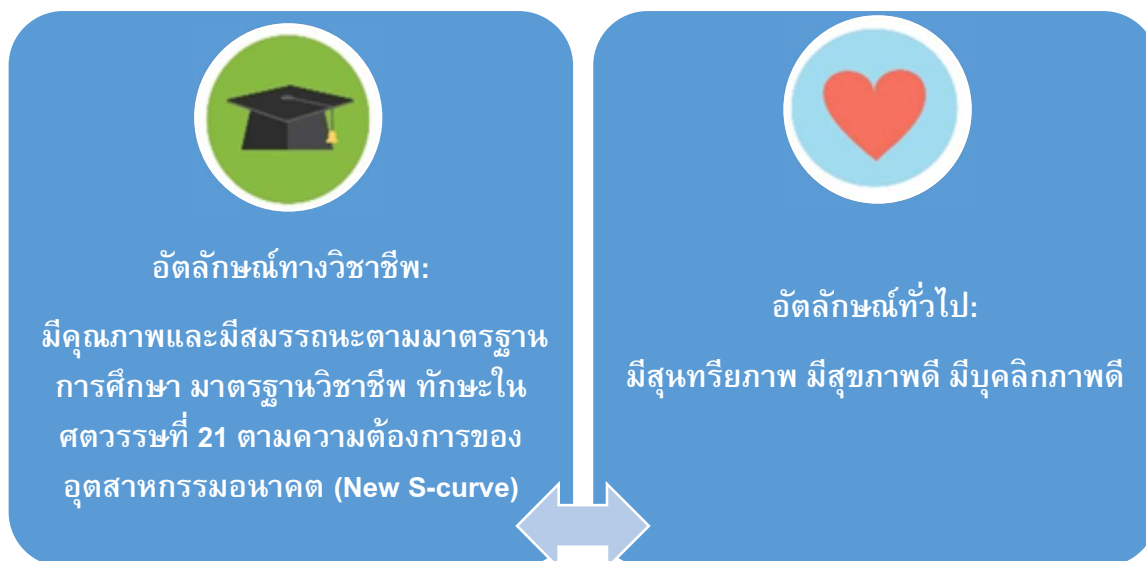 อัตลักษณ์ทางวิชาชีพ:
มีคุณภาพและมีสมรรถนะตามมาตรฐาน
การศึกษา มาตรฐานวิชาชีพ ทักษะใน
ศตวรรษที่ 21 ตามความต้องการของ
อุตสาหกรรมอนาคต (New S-curve)
อัตลักษณ์ทั่วไป:
มีสุนทรียภาพ มีสุขภาพดี มีบุคลิกภาพดี